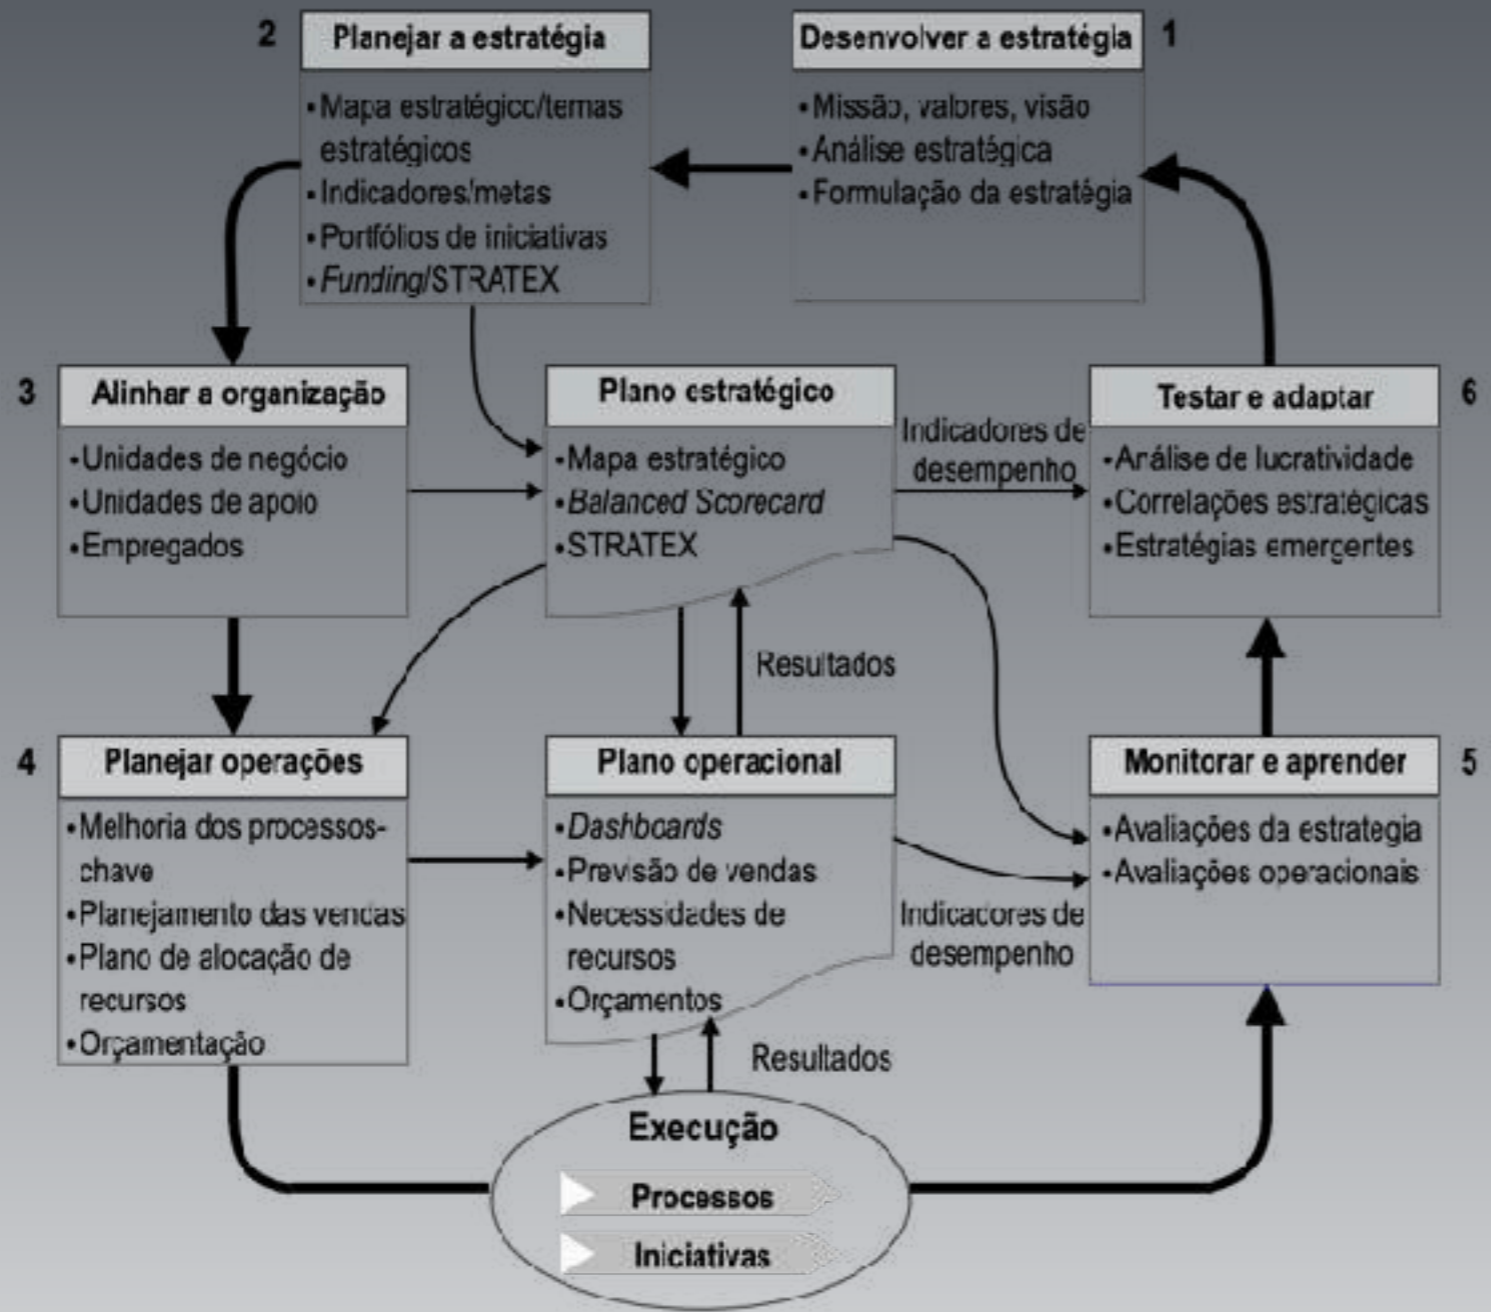 2
Planejar a estratégia
• Mapa estratégico/temas
estratégicos
• Indicadores/metas
• Portfólios de iniciativas
• Funding/STRATEX
Desenvolver a estratégia
1
• Missão, valores, visão
• Análise estratégica
• Formulação da estratégia
3
Alinhar a organização
• Unidades de negócio
• Unidades de apoio
• Empregados
Plano estratégico
• Mapa estratégico
• Balanced Scorecard
• STRATEX
Indicadores de
desempenho
Testar e adaptar
6
• Análise de lucratividade
• Correlações estratégicas
• Estratégias emergentes
Resultados
4
Planejar operações
• Melhoria dos processos-
chave
• Planejamento das vendas
• Plano de alocação de
recursos
• Orçamentação
Plano operacional
• Dashboards
• Previsão de vendas
• Necessidades de
recursos
• Orçamentos
Indicadores de
desempenho
Monitorar e aprender
5
• Avaliações da estrategia
• Avaliações operacionais
Resultados
Execução
Processos
Iniciativas